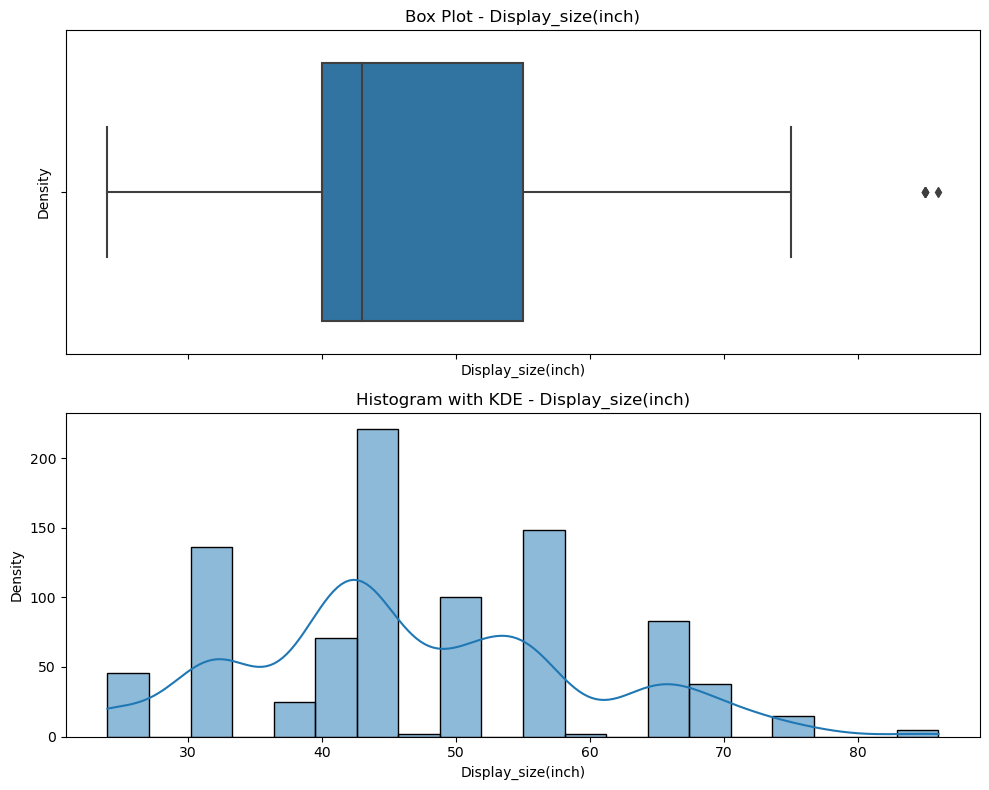 Box Plot - Display_size(inch)
Density
Display_size(inch)
Histogram with KDE - Display_size(inch)
Density
200
150
100
50
0
30 40 50 60 70 80
Display_size(inch)